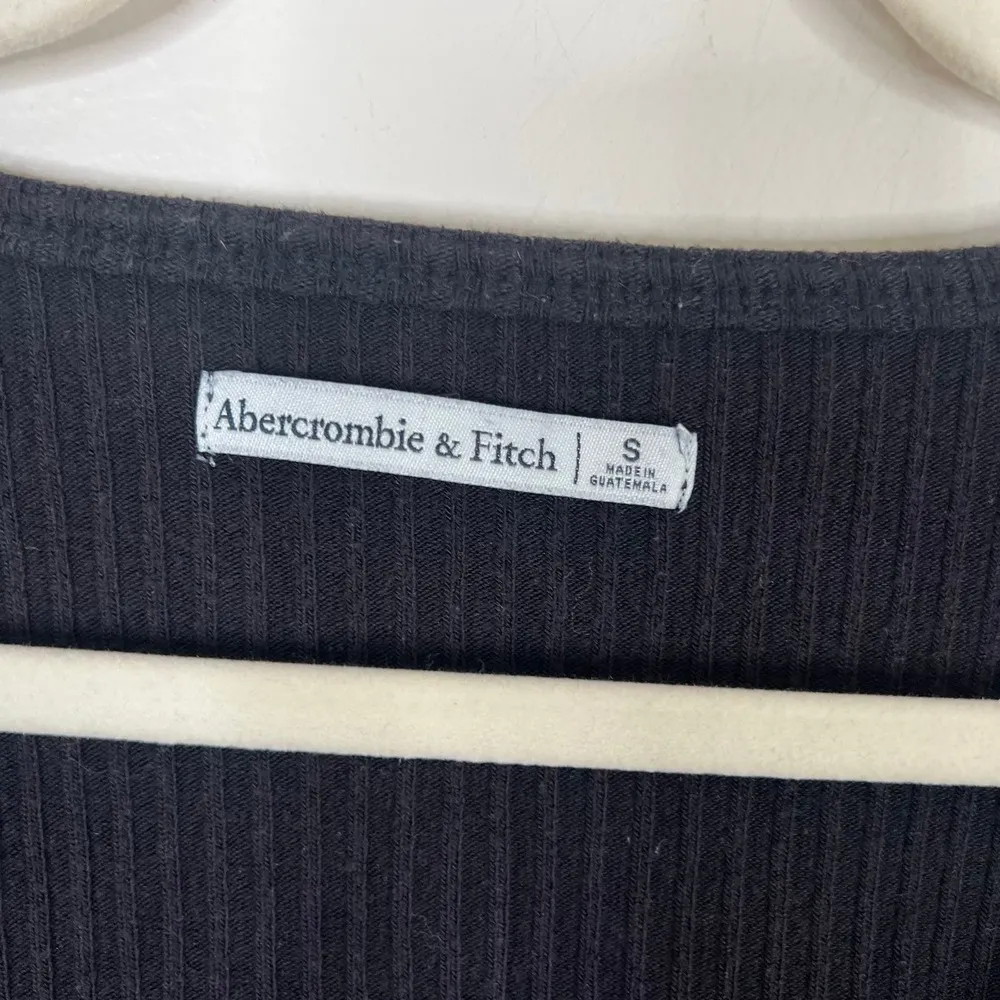 Abercrombie & Fitch | S
MADE IN
GUATEMALA